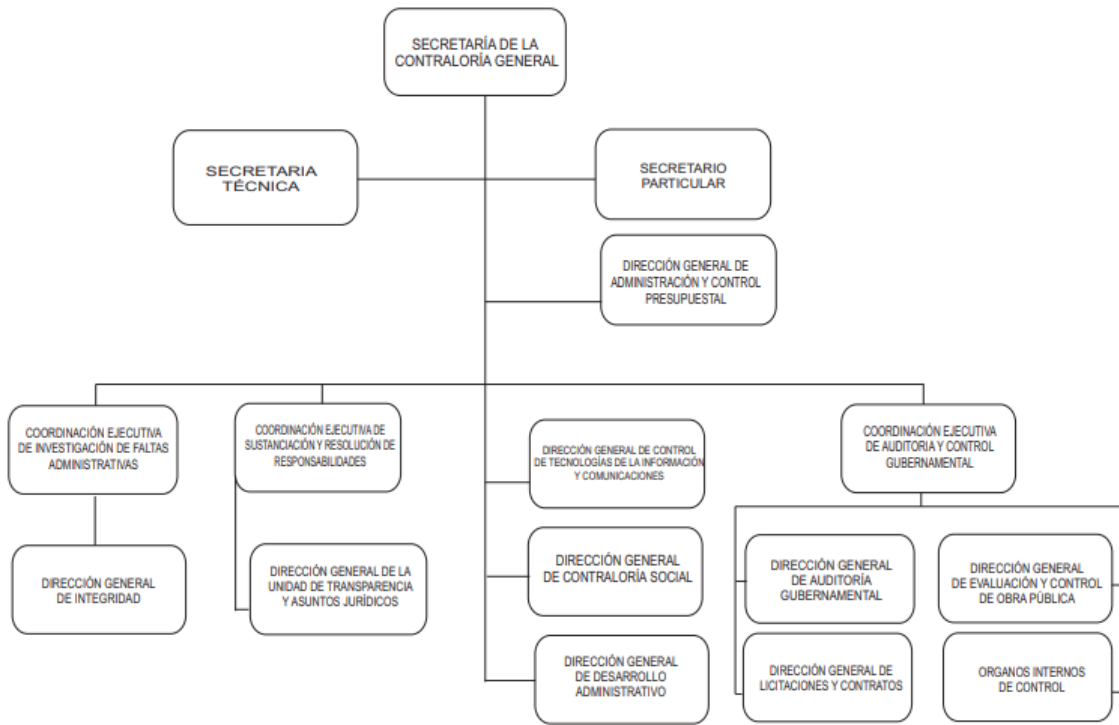 SECRETARÍA DE LA
CONTRALORÍA GENERAL
SECRETARIA
TÉCNICA
SECRETARIO
PARTICULAR
DIRECCIÓN GENERAL DE
ADMINISTRACIÓN Y CONTROL
PRESUPUESTAL
COORDINACIÓN EJECUTIVA
DE INVESTIGACIÓN DE FALTAS
ADMINISTRATIVAS
COORDINACIÓN EJECUTIVA DE
SUSTANCIACIÓN Y RESOLUCIÓN DE
RESPONSABILIDADES
DIRECCIÓN GENERAL DE CONTROL
DE TECNOLOGÍAS DE LA INFORMACIÓN
Y COMUNICACIONES
COORDINACIÓN EJECUTIVA
DE AUDITORIA Y CONTROL
GUBERNAMENTAL
DIRECCIÓN GENERAL
DE INTEGRIDAD
DIRECCIÓN GENERAL DE LA
UNIDAD DE TRANSPARENCIA
Y ASUNTOS JURÍDICOS
DIRECCIÓN GENERAL
DE CONTRALORÍA SOCIAL
DIRECCIÓN GENERAL
DE AUDITORÍA
GUBERNAMENTAL
DIRECCIÓN GENERAL
DE EVALUACIÓN Y CONTROL
DE OBRA PÚBLICA
DIRECCIÓN GENERAL
DE DESARROLLO
ADMINISTRATIVO
DIRECCIÓN GENERAL DE
LICITACIONES Y CONTRATOS
ORGANOS INTERNOS
DE CONTROL